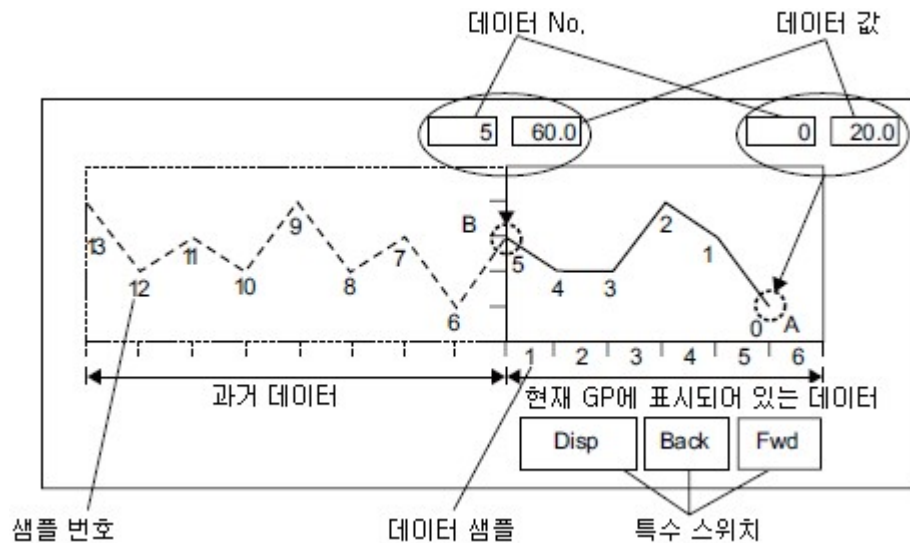 데이터 No. 데이터 값
5 60.0 0 20.0
B
9 2
13 11 7 5 1
12 10 8 4 3
6 0 A
1 2 3 4 5 6
과거 데이터 현재 GP에 표시되어 있는 데이터
Disp Back Fwd
샘플 번호 데이터 샘플 특수 스위치